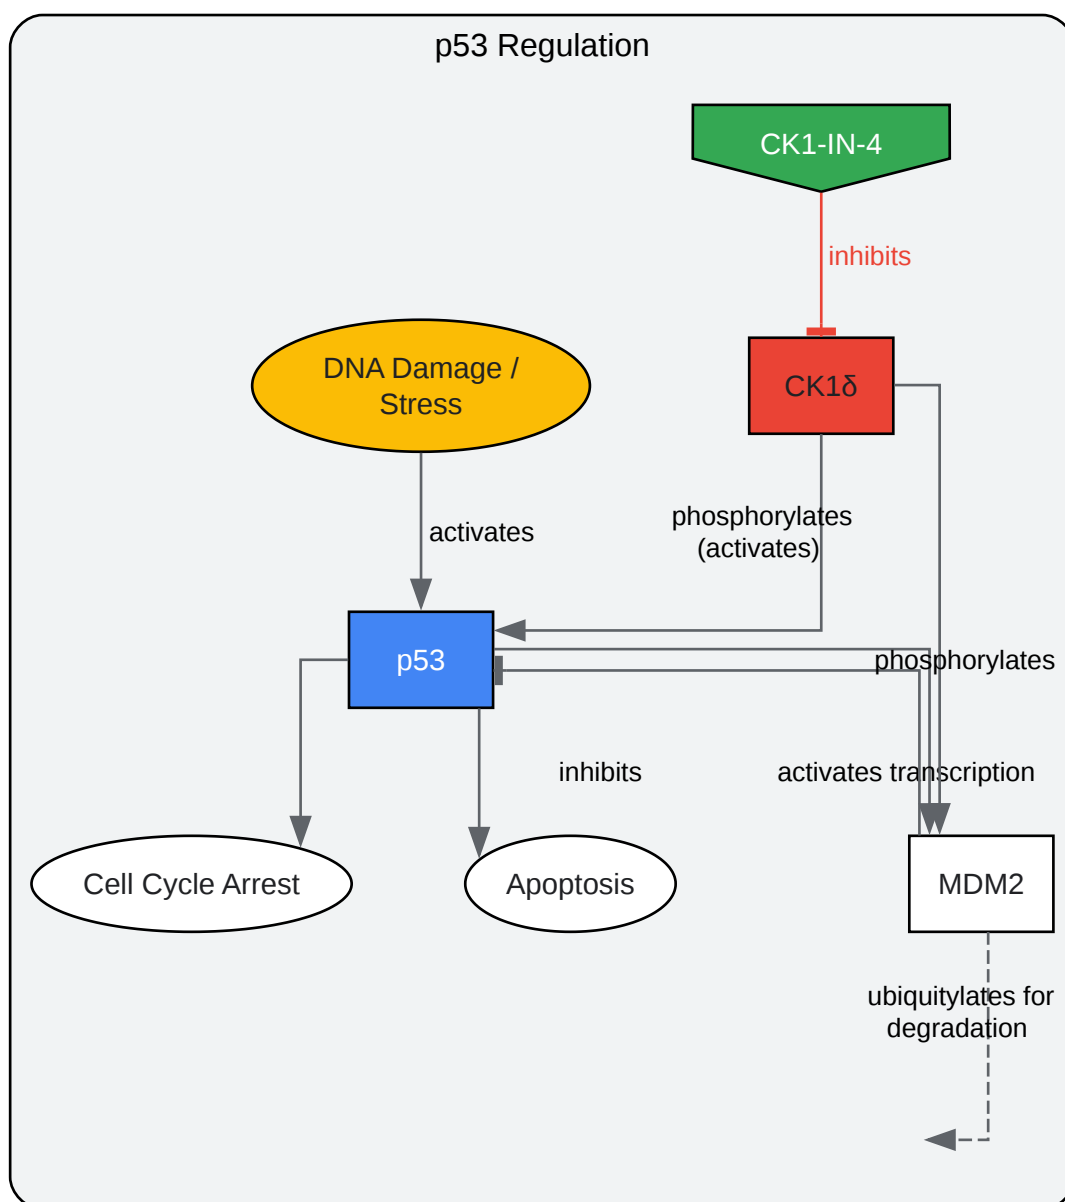 p53 Regulation
CK1-IN-4
inhibits
DNA Damage /
Stress
CK1δ
activates
phosphorylates
(activates)
p53
phosphorylates
inhibits
activates transcription
Cell Cycle Arrest
Apoptosis
MDM2
ubiquitylates for
degradation